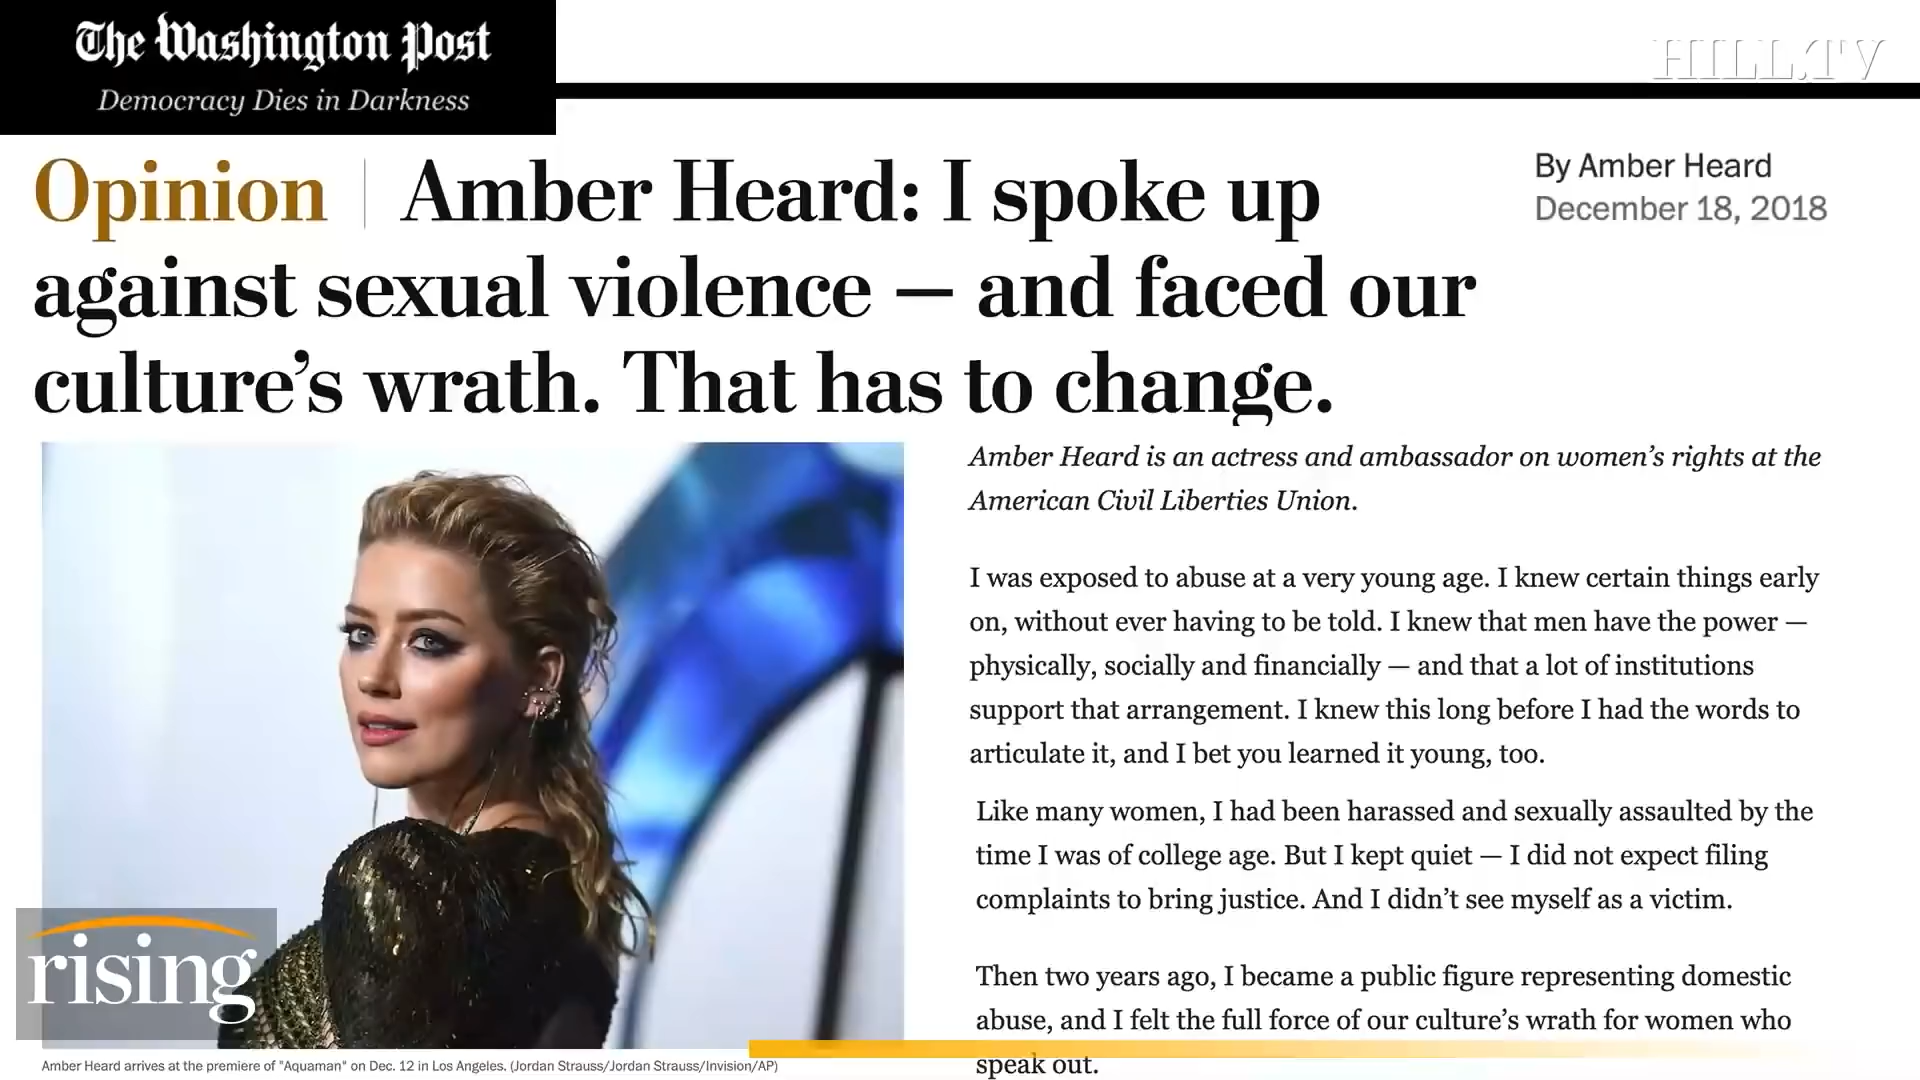 The Washington Post
Democracy Dies in Darkness
HILL.TV
Opinion | Amber Heard: I spoke up
against sexual violence — and faced our
culture’s wrath. That has to change.
By Amber Heard
December 18, 2018
Amber Heard is an actress and ambassador on women’s rights at the
American Civil Liberties Union.
I was exposed to abuse at a very young age. I knew certain things early
on, without ever having to be told. I knew that men have the power —
physically, socially and financially — and that a lot of institutions
support that arrangement. I knew this long before I had the words to
articulate it, and I bet you learned it young, too.
Like many women, I had been harassed and sexually assaulted by the
time I was of college age. But I kept quiet — I did not expect filing
complaints to bring justice. And I didn’t see myself as a victim.
Then two years ago, I became a public figure representing domestic
abuse, and I felt the full force of our culture’s wrath for women who
speak out.
rising
Amber Heard arrives at the premiere of "Aquaman" on Dec. 12 in Los Angeles. (Jordan Strauss/Jordan Strauss/Invision/AP)